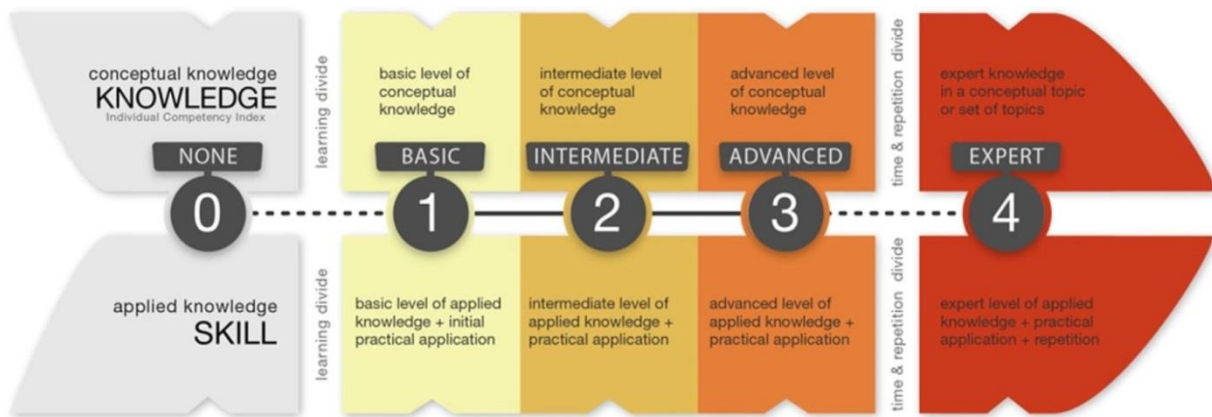 conceptual knowledge
KNOWLEDGE
Individual Competency Index
learning divide
basic level of
conceptual
knowledge
intermediate level
of conceptual
knowledge
advanced level
of conceptual
knowledge
time & repetition divide
expert knowledge
in a conceptual topic
or set of topics
NONE
BASIC
INTERMEDIATE
ADVANCED
EXPERT
0
1
2
3
4
applied knowledge
SKILL
learning divide
basic level of applied
knowledge + initial
practical application
intermediate level of
applied knowledge +
practical application
advanced level of
applied knowledge +
practical application
time & repetition divide
expert level of applied
knowledge + practical
application + repetition